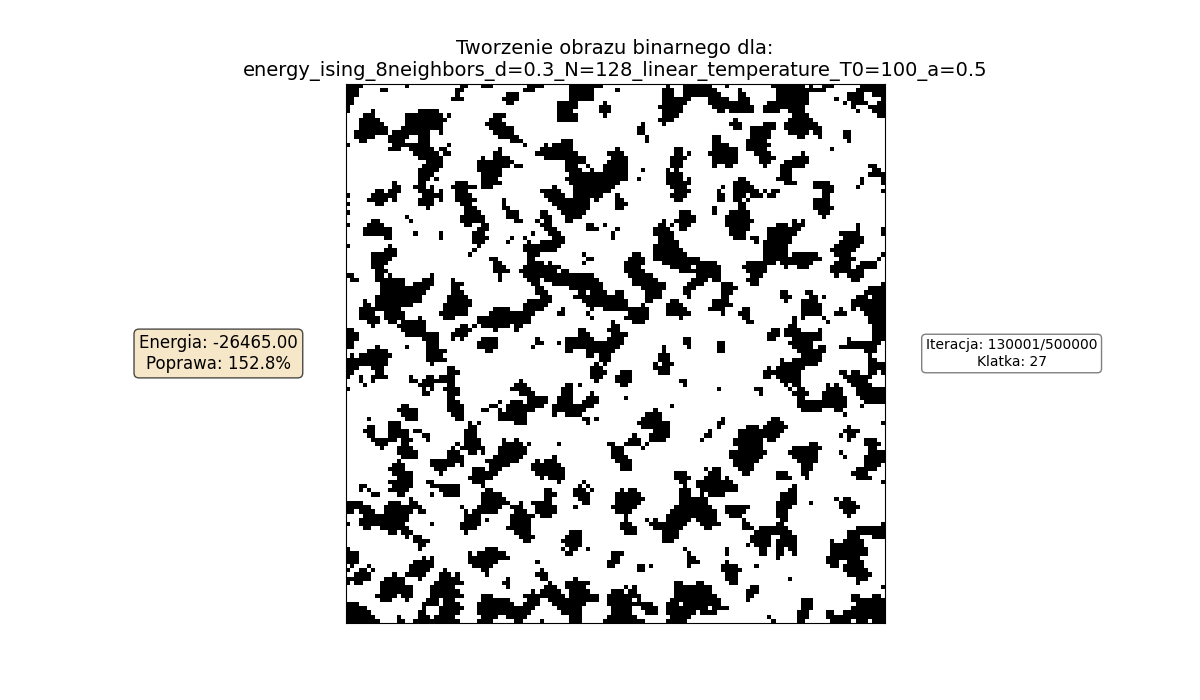 Tworzenie obrazu binarnego dla:
energy_ising_8neighbors_d=0.3_N=128_linear_temperature_T0=100_a=0.5
Energia: -26465.00
Poprawa: 152.8%
Iteracja: 130001/500000
Klatka: 27